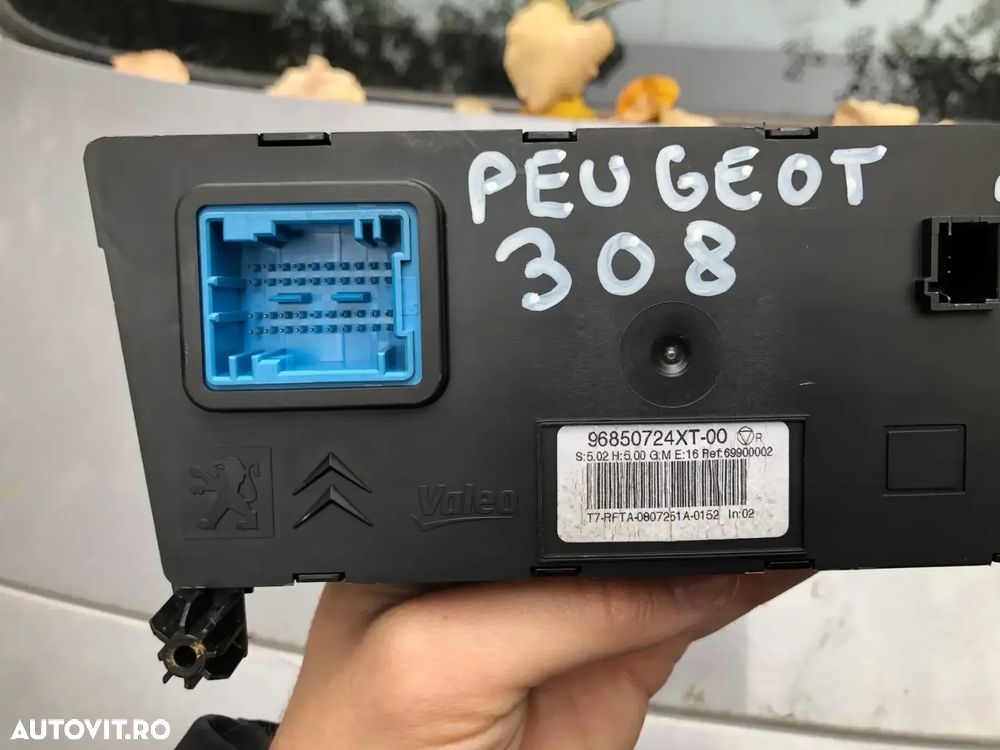 PEUGEOT
308
96850724XT-00 R
S:5.02 H:5.00 G:M E:16 Ref:69900002
T7-RFTA-0807251A-0152 In:02
Valeo
AUTOVIT.RO